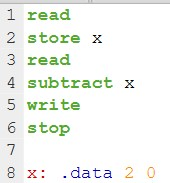 1 read
2 store x
3 read
4 subtract x
5 write
6 stop
7
8 x: .data 2 0